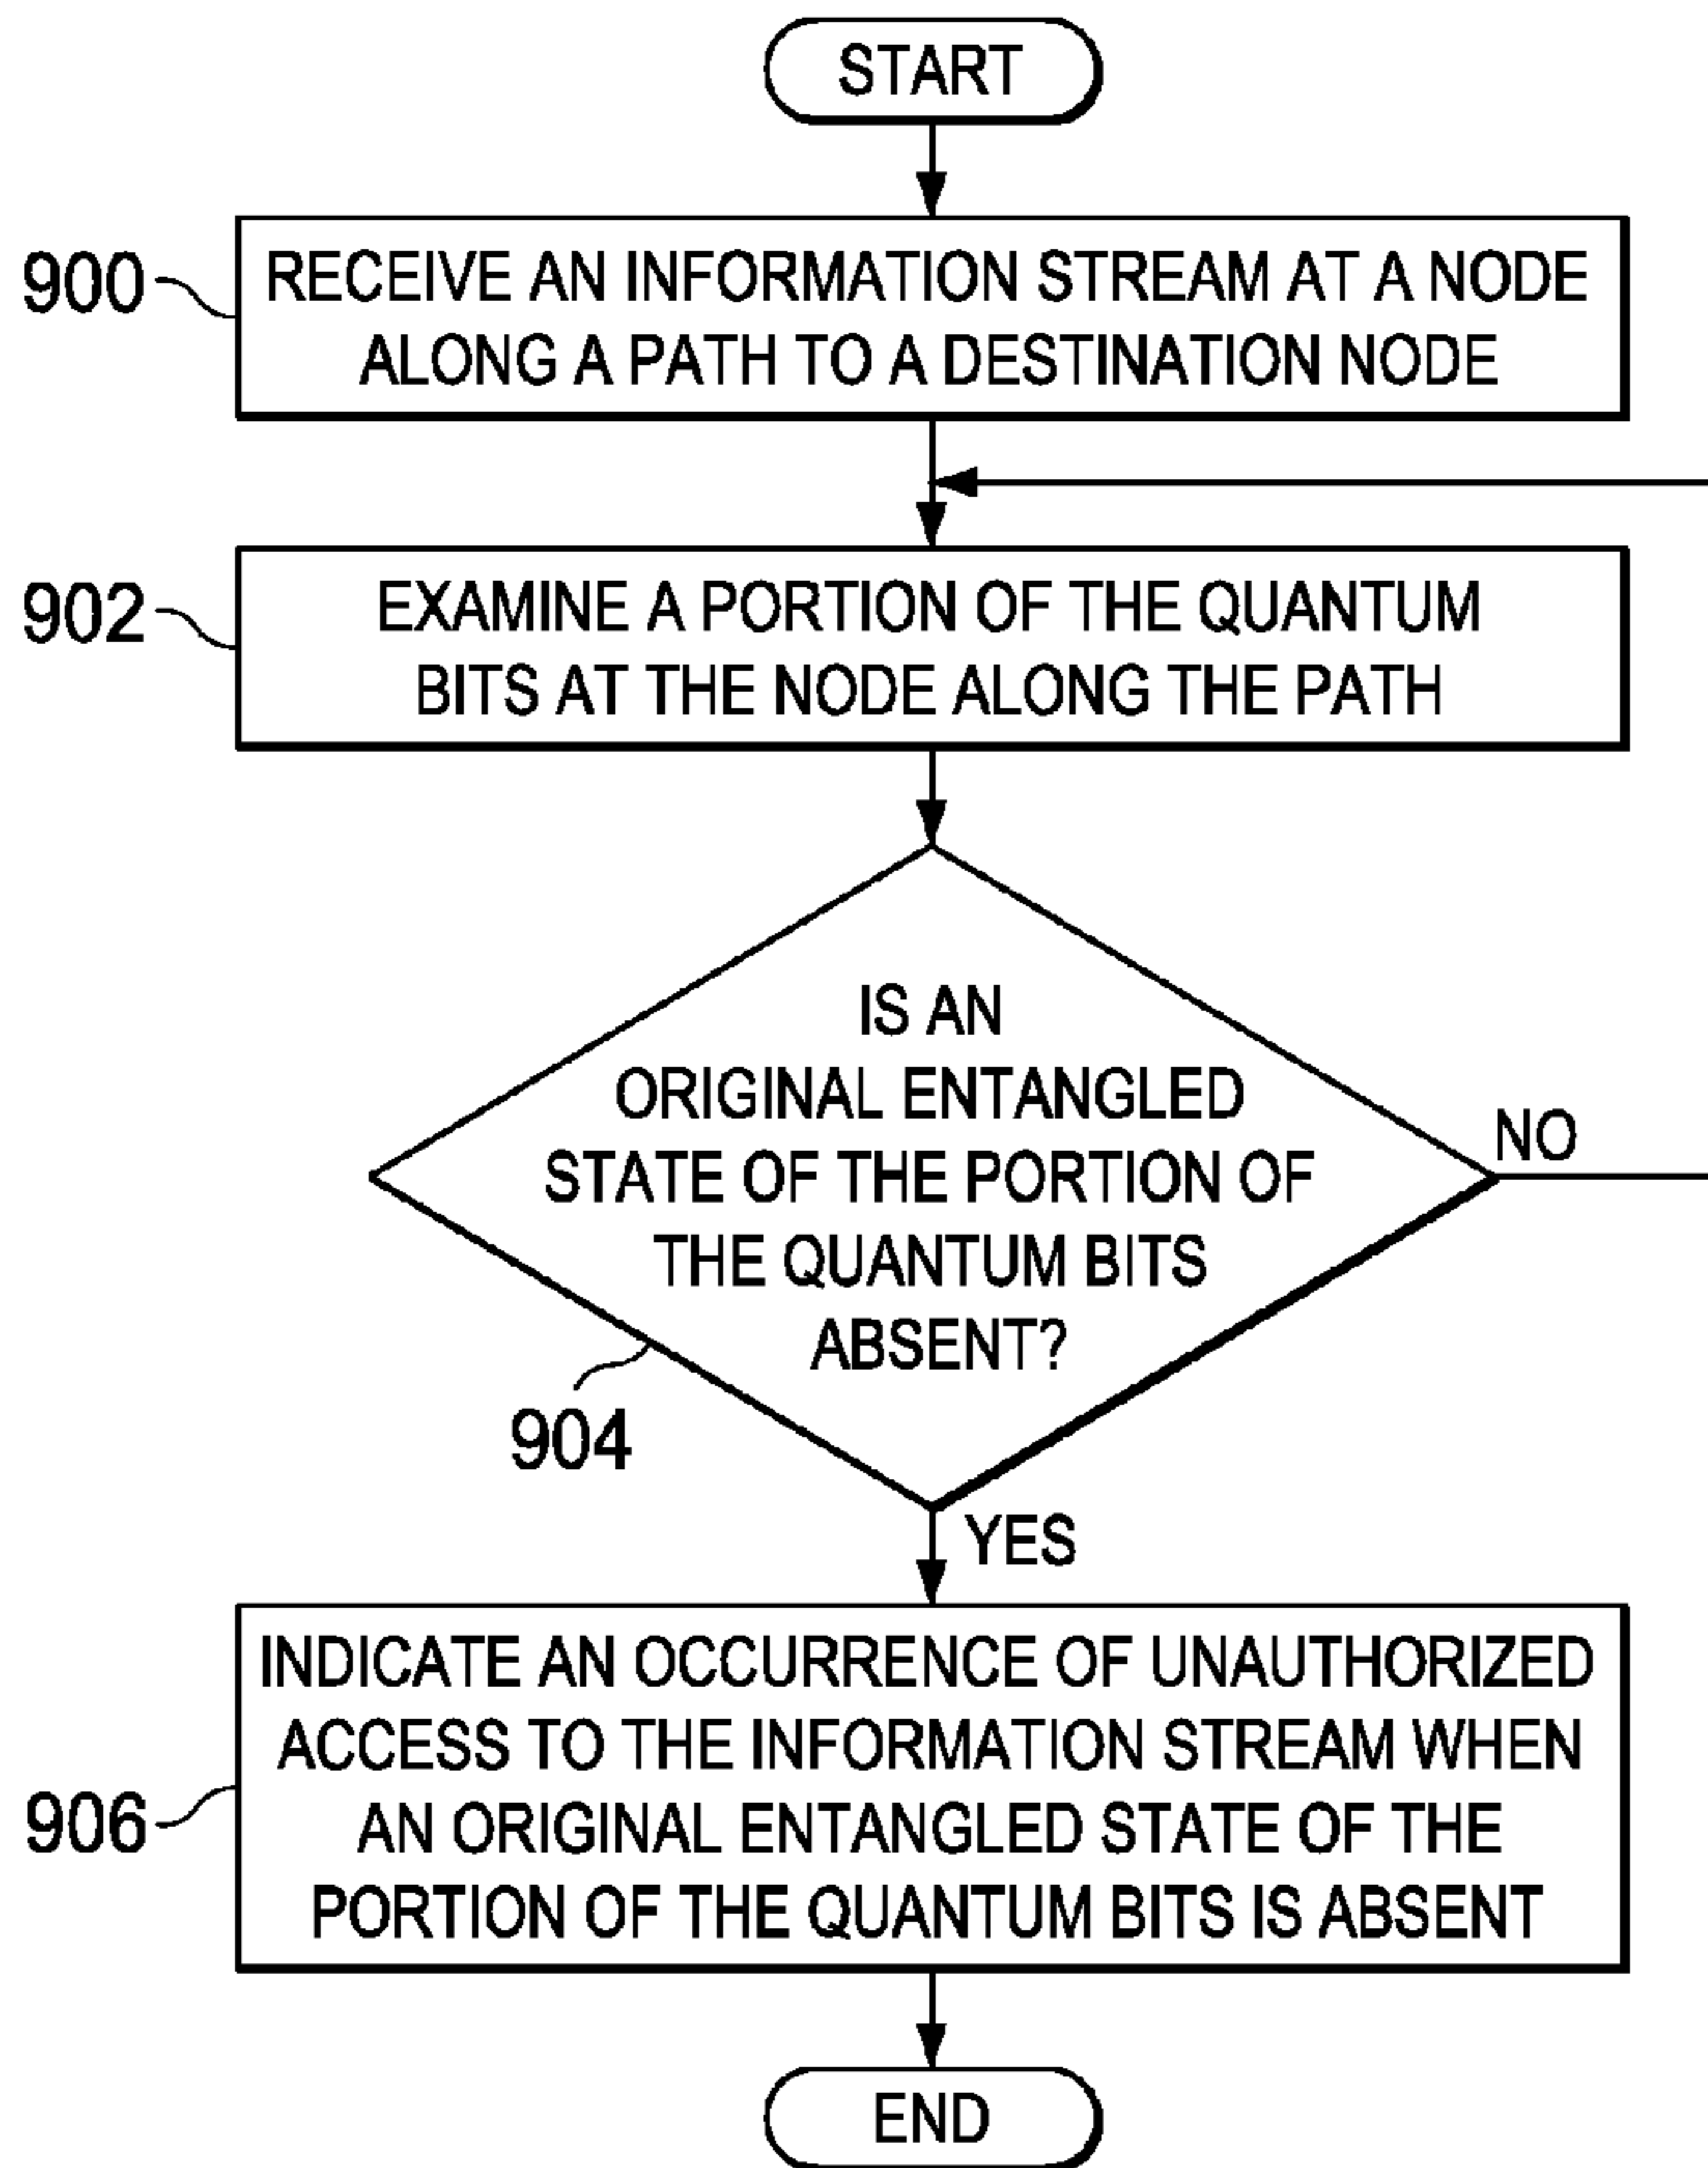 START
900
RECEIVE AN INFORMATION STREAM AT A NODE
ALONG A PATH TO A DESTINATION NODE
902
EXAMINE A PORTION OF THE QUANTUM
BITS AT THE NODE ALONG THE PATH
IS AN
ORIGINAL ENTANGLED
STATE OF THE PORTION OF
THE QUANTUM BITS
ABSENT?
NO
904
YES
906
INDICATE AN OCCURRENCE OF UNAUTHORIZED
ACCESS TO THE INFORMATION STREAM WHEN
AN ORIGINAL ENTANGLED STATE OF THE
PORTION OF THE QUANTUM BITS IS ABSENT
END